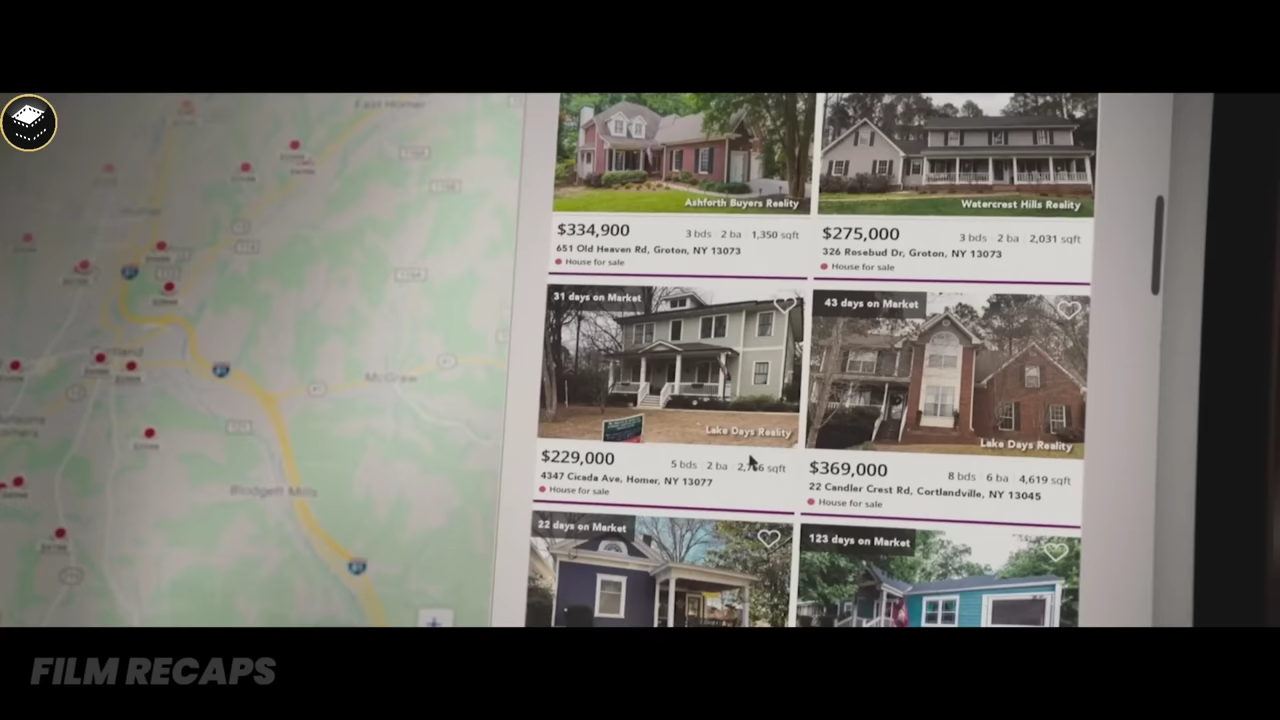 East Homer
McGraw
Blodgett Mills
Ashforth Buyers Reality
Watercrest Hills Reality
$334,900
3 bds 2 ba 1,350 sqft
651 Old Heaven Rd, Groton, NY 13073
House for sale
$275,000
3 bds 2 ba 2,031 sqft
326 Rosebud Dr, Groton, NY 13073
House for sale
31 days on Market
Lake Days Reality
43 days on Market
Lake Days Reality
$229,000
5 bds 2 ba sqft
4347 Cicada Ave, Homer, NY 13077
House for sale
$369,000
8 bds 6 ba 4,619 sqft
22 Candler Crest Rd, Cortlandville, NY 13045
House for sale
22 days on Market
123 days on Market
FILM RECAPS